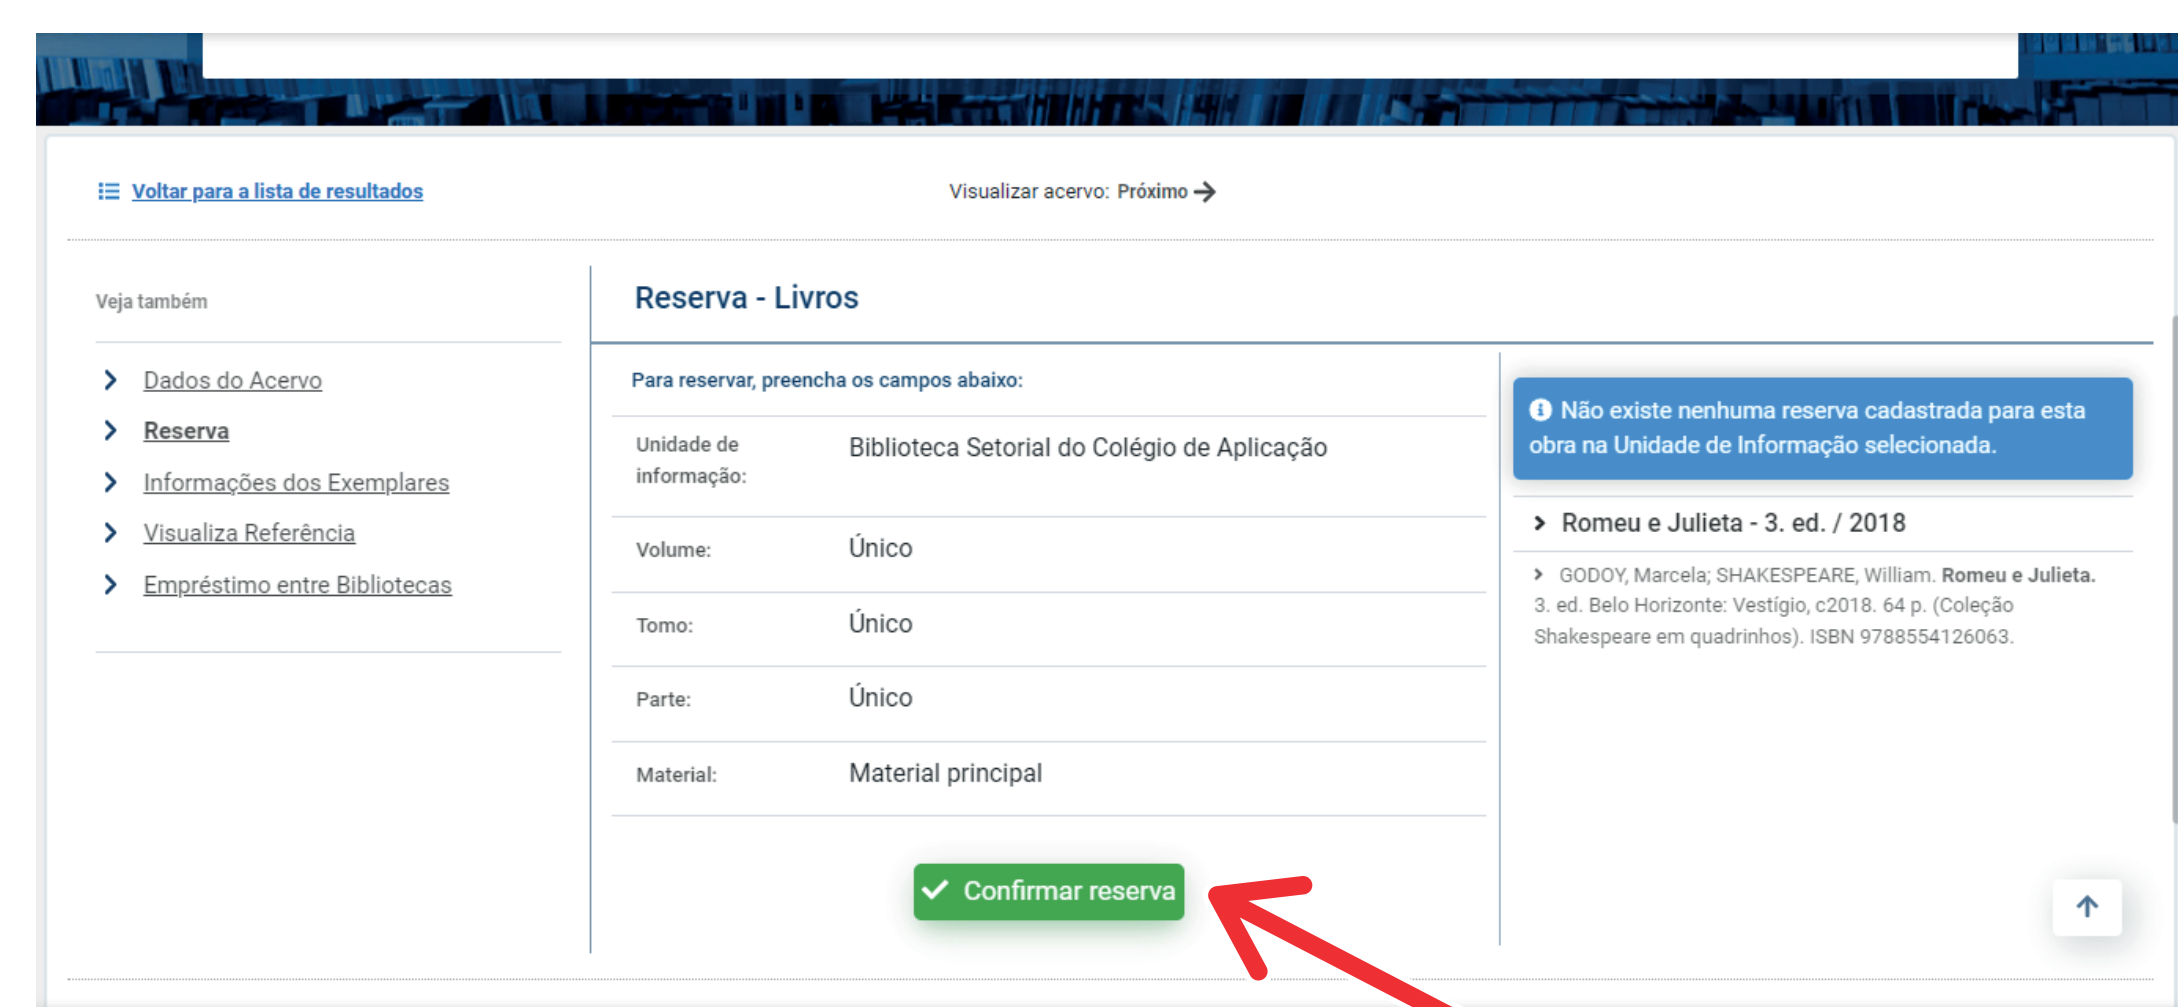 Voltar para a lista de resultados
Visualizar acervo: Próximo
Veja também
Dados do Acervo
Reserva
Informações dos Exemplares
Visualiza Referência
Empréstimo entre Bibliotecas
Reserva - Livros
Para reservar, preencha os campos abaixo:
Unidade de
informação:
Biblioteca Setorial do Colégio de Aplicação
Volume:
Único
Tomo:
Único
Parte:
Único
Material:
Material principal
Confirmar reserva
Não existe nenhuma reserva cadastrada para esta
obra na Unidade de Informação selecionada.
Romeu e Julieta - 3. ed. / 2018
GODOY, Marcela; SHAKESPEARE, William. Romeu e Julieta.
3. ed. Belo Horizonte: Vestígio, c2018. 64 p. (Coleção
Shakespeare em quadrinhos). ISBN 9788554126063.